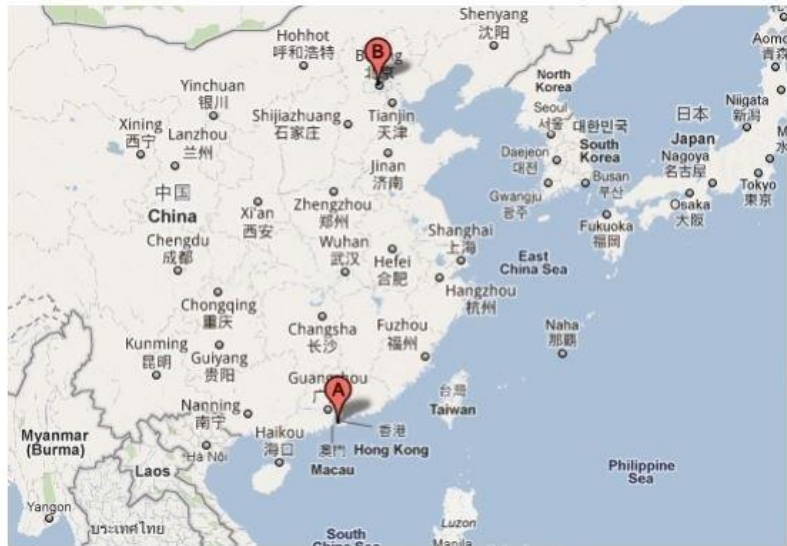 Shenyang
沈阳
Hohhot
呼和浩特
B
Aomo
青森
Yinchuan
银川
North
Korea
Seoul
서울
Niigata
新潟
Shijiazhuang
石家庄
Tianjin
天津
Xining
西宁
Lanzhou
兰州
대한민국
South
Korea
日本
Japan
Daejeon
대전
Nagoya
名古屋
Jinan
济南
Gwangju
광주
Busan
부산
Tokyo
東京
中国
China
Zhengzhou
郑州
Osaka
大阪
Xi'an
西安
Fukuoka
福岡
Chengdu
成都
Wuhan
武汉
Hefei
合肥
Shanghai
上海
East
China Sea
Hangzhou
杭州
Chongqing
重庆
Changsha
长沙
Fuzhou
福州
Naha
那覇
Kunming
昆明
Guiyang
贵阳
A
台灣
Taiwan
Nanning
南宁
香港
Hong Kong
澳門
Macau
Haikou
海口
Myanmar
(Burma)
Hà Nội
Laos
Philippine
Sea
Yangon
ประเทศไทย
South
China Sea
Luzon
Manila